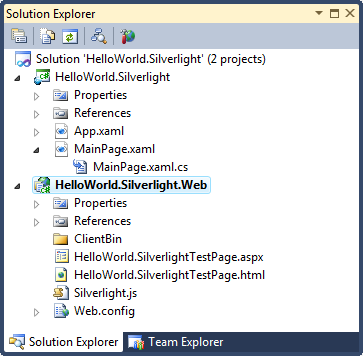 Solution Explorer
Solution 'HelloWorld.Silverlight' (2 projects)
HelloWorld.Silverlight
Properties
References
App.xaml
MainPage.xaml
MainPage.xaml.cs
HelloWorld.Silverlight.Web
Properties
References
ClientBin
HelloWorld.SilverlightTestPage.aspx
HelloWorld.SilverlightTestPage.html
Silverlight.js
Web.config
Solution Explorer Team Explorer